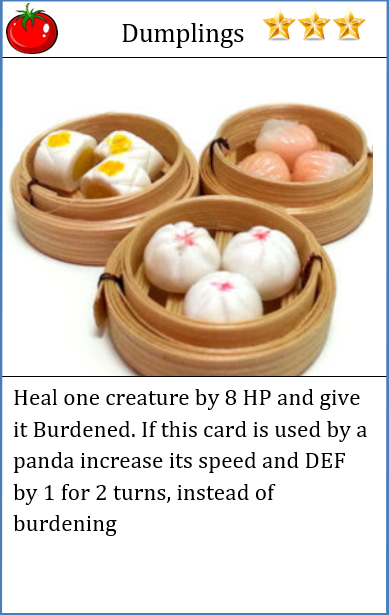 Dumplings
Heal one creature by 8 HP and give
it Burdened. If this card is used by a
panda increase its speed and DEF
by 1 for 2 turns, instead of
burdening